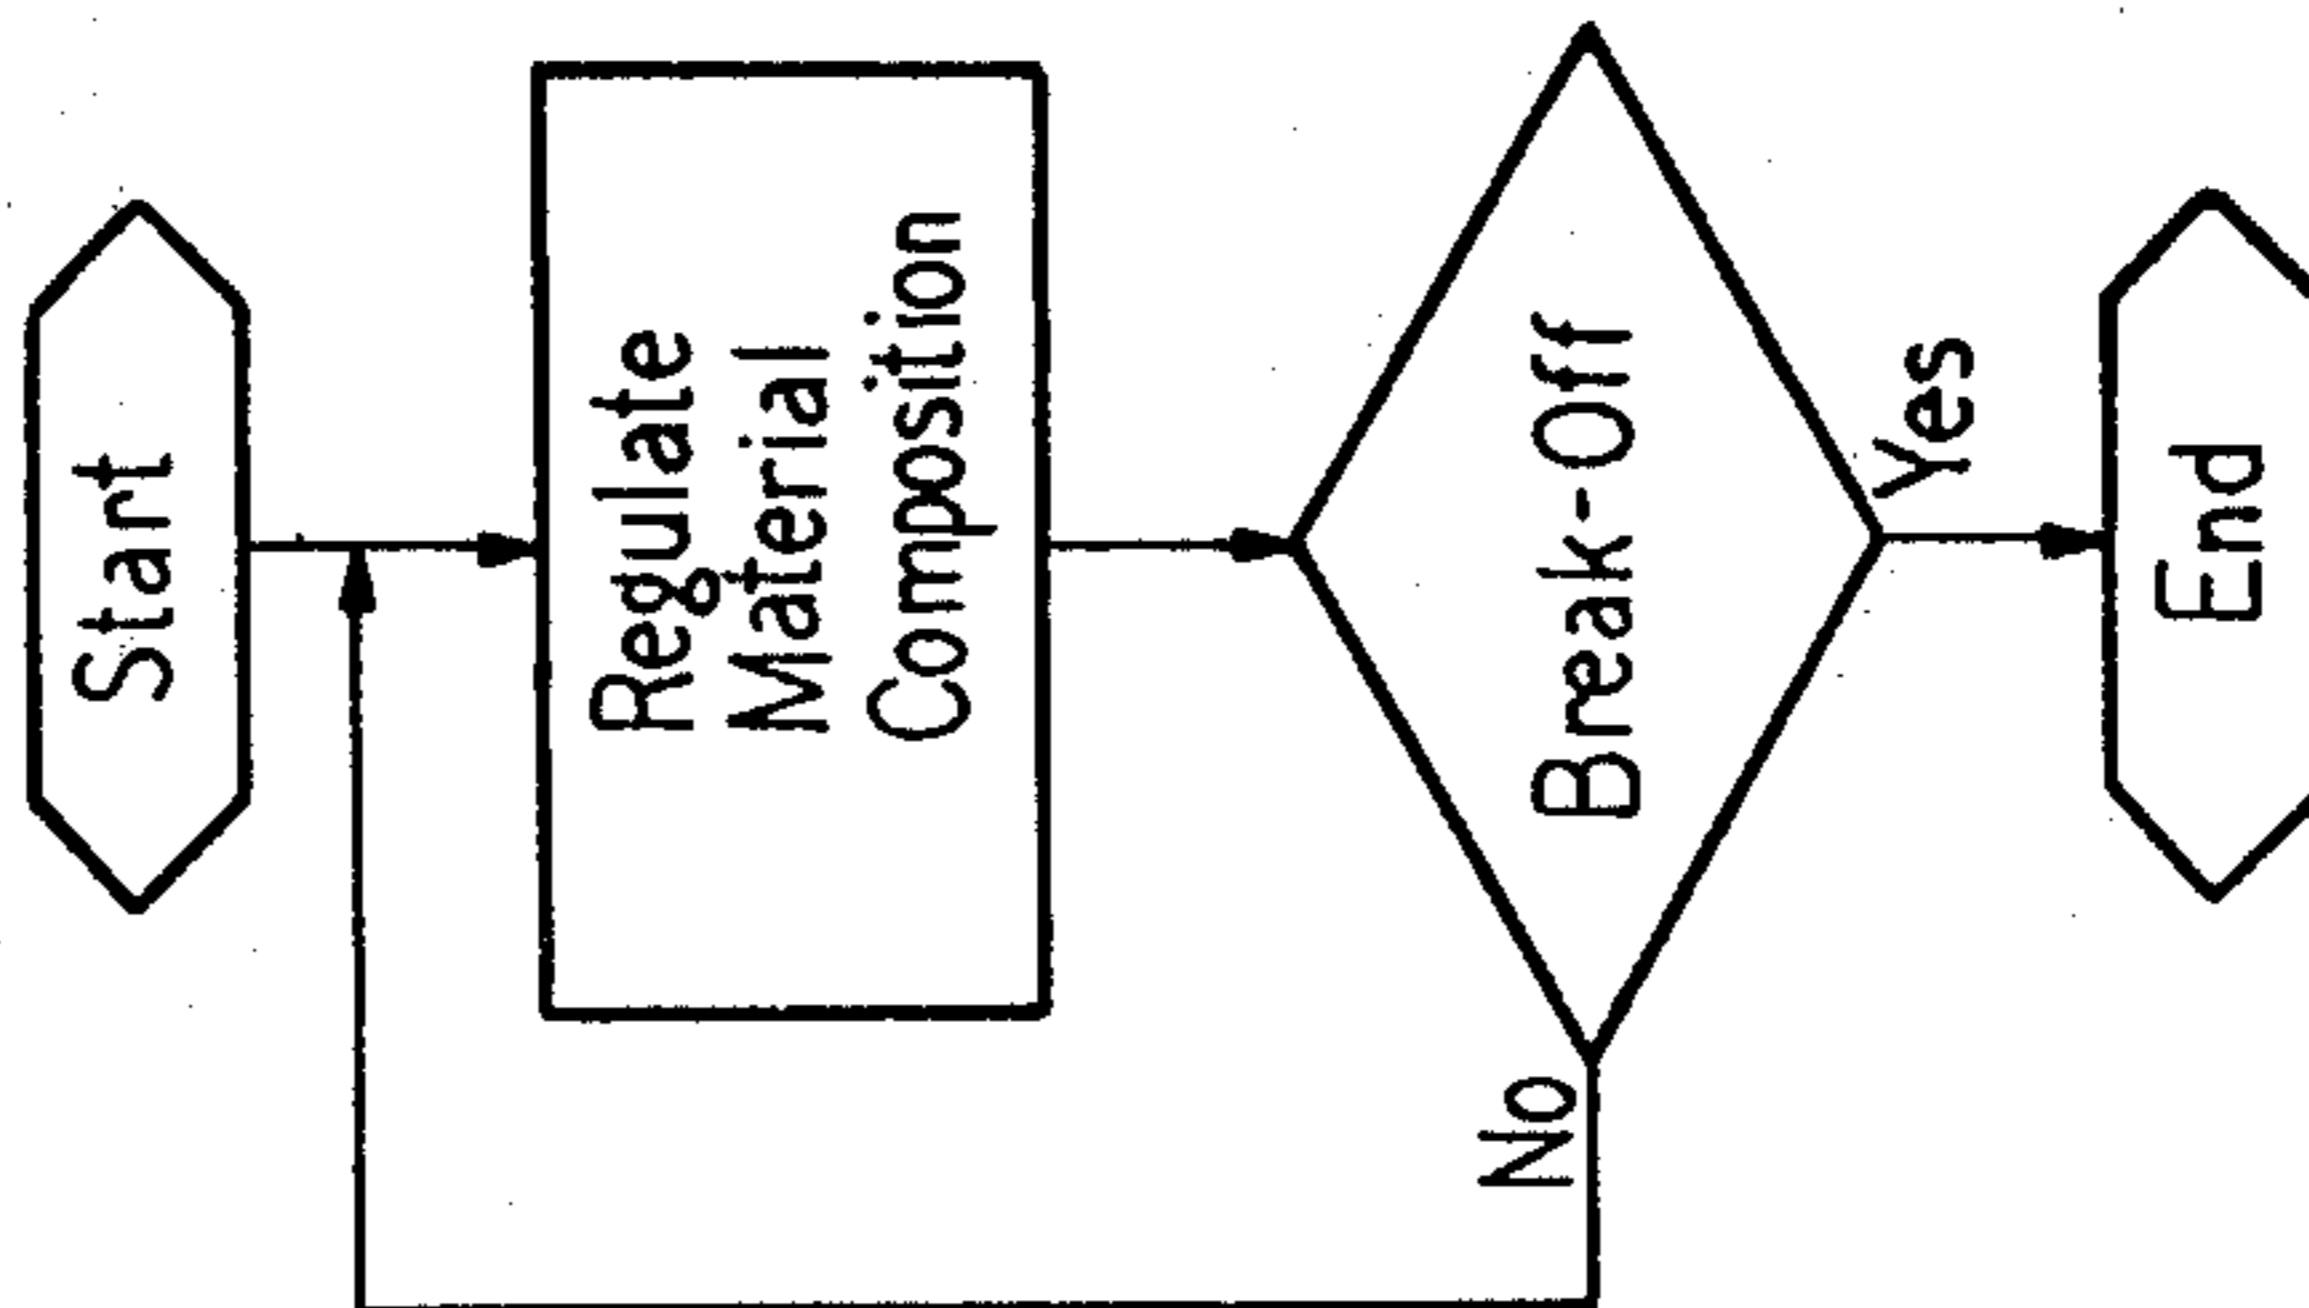 Start
Regulate
Material
Composition
Break-Off
No
Yes
End